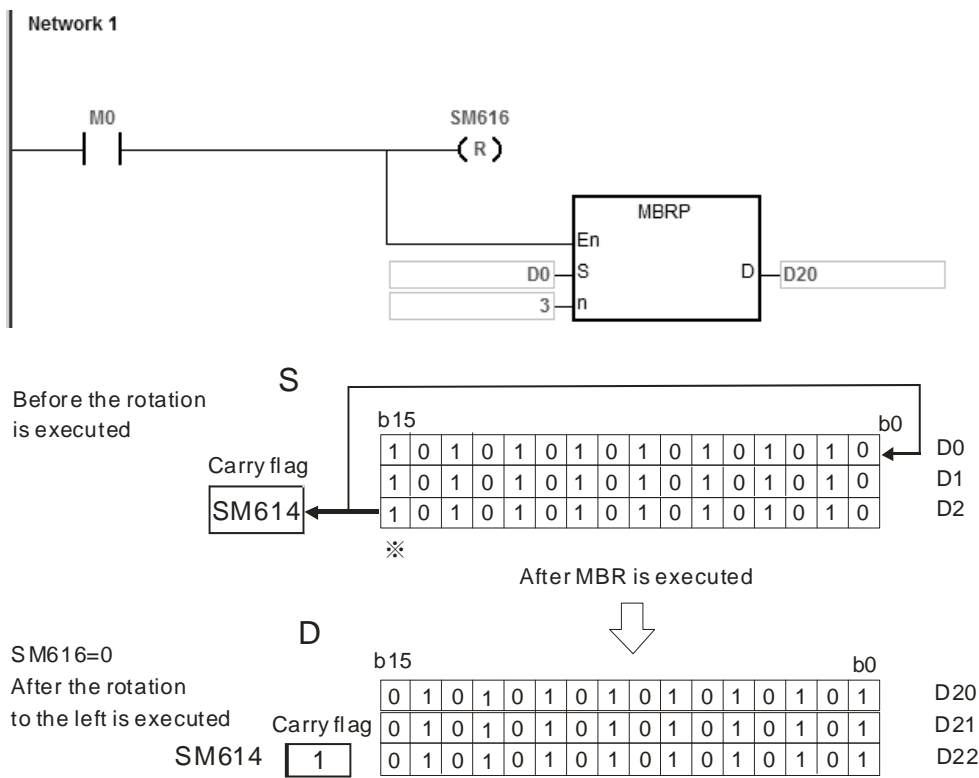 Network 1
M0
SM616
( R )
MBRP
En
D0 S D D20
3 n
S
Before the rotation
is executed
b15 b0
Carry flag
SM614
1 0 1 0 1 0 1 0 1 0 1 0 1 0 1 0 D0
1 0 1 0 1 0 1 0 1 0 1 0 1 0 1 0 D1
1 0 1 0 1 0 1 0 1 0 1 0 1 0 1 0 D2
※
After MBR is executed
D
SM616=0
After the rotation
to the left is executed
b15 b0
Carry flag
SM614 1
0 1 0 1 0 1 0 1 0 1 0 1 0 1 0 1 D20
0 1 0 1 0 1 0 1 0 1 0 1 0 1 0 1 D21
0 1 0 1 0 1 0 1 0 1 0 1 0 1 0 1 D22